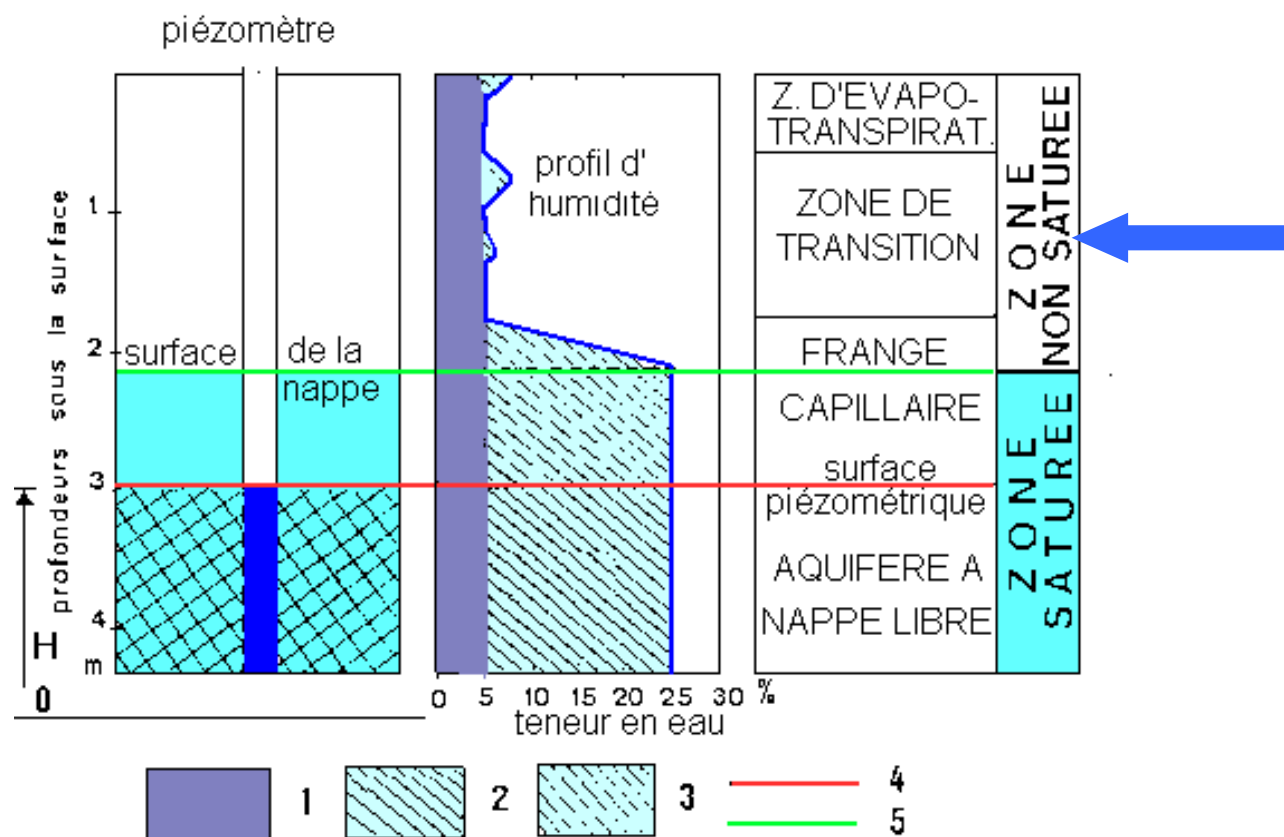 piézomètre
profondeurs sous la surface
1
2
3
4
m
H
0
surface
de la
nappe
profil d'
humidité
0 5 10 15 20 25 30 %
teneur en eau
Z. D'EVAPO-
TRANSPIRAT.
ZONE DE
TRANSITION
FRANGE
CAPILLAIRE
surface
piézométrique
AQUIFERE A
NAPPE LIBRE
ZONE
NON SATUREE
ZONE
SATUREE
1
2
3
4
5